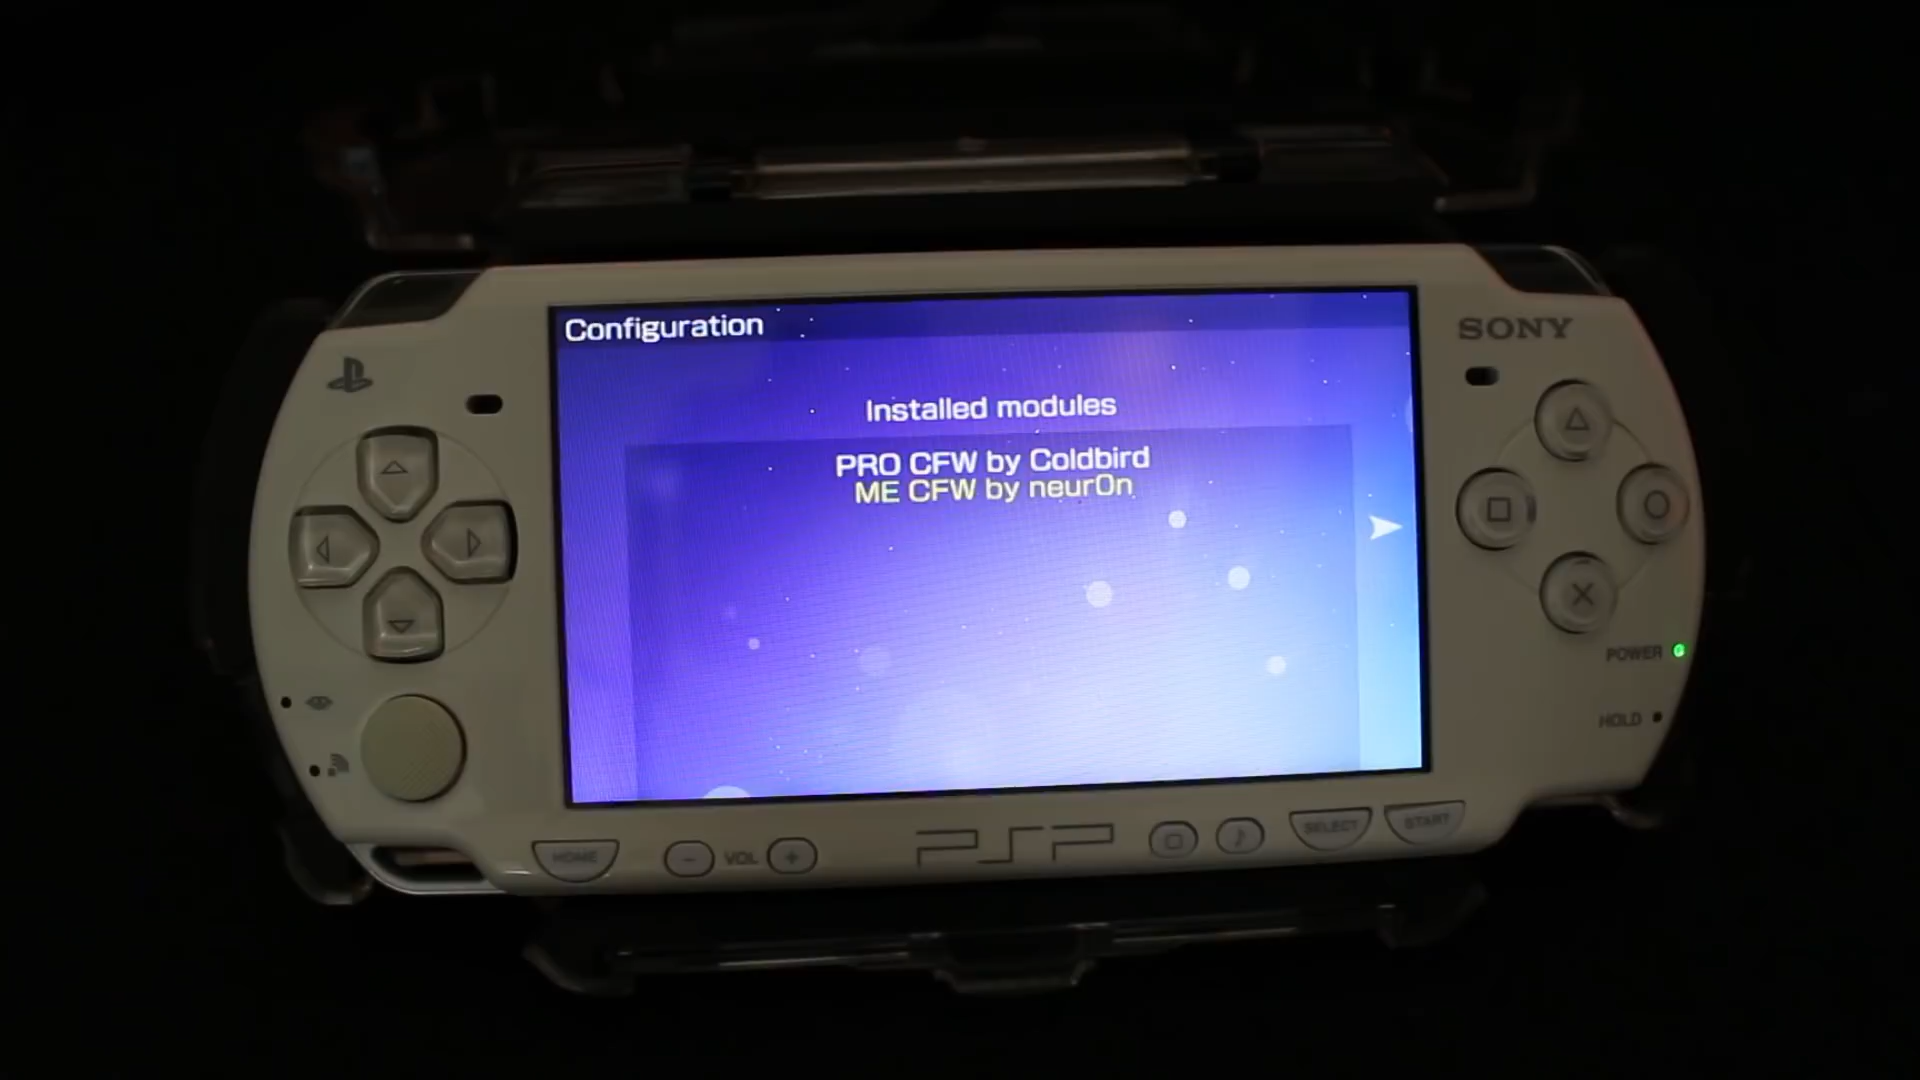 Configuration
SONY
Installed modules
PRO CFW by Coldbird
ME CFW by neur0n
POWER
HOLD
HOME
VOL
PSP
SELECT
START